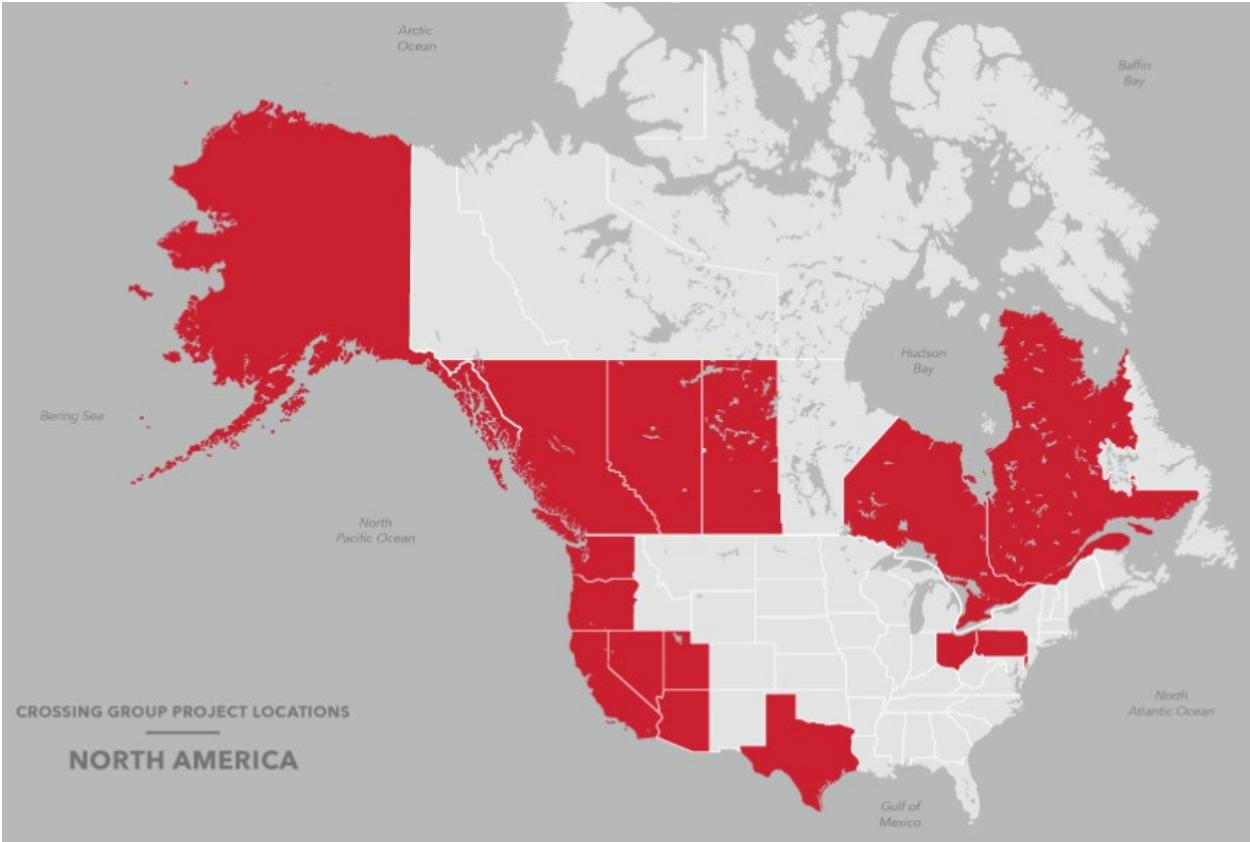 Arctic
Ocean
Baffin
Bay
Hudson
Bay
Bering Sea
North
Pacific Ocean
CROSSING GROUP PROJECT LOCATIONS
NORTH AMERICA
North
Atlantic Ocean
Gulf of
Mexico